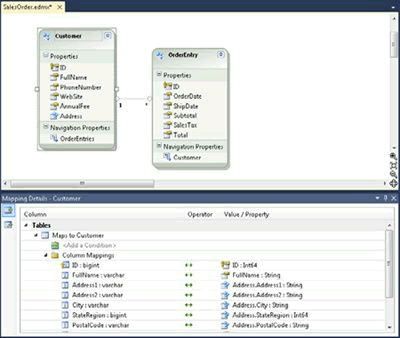 SalesOrder.edmx*
Customer
Properties
ID
FullName
PhoneNumber
WebSite
AnnualFee
Address
Navigation Properties
OrderEntries
1
*
OrderEntry
Properties
ID
OrderDate
ShipDate
Subtotal
SalesTax
Total
Navigation Properties
Customer
Mapping Details - Customer
Column Operator Value / Property
Tables
Maps to Customer
<Add a Condition>
Column Mappings
ID : bigint ID : Int64
FullName : varchar FullName : String
Address1 : varchar Address.Address1 : String
Address2 : varchar Address.Address2 : String
City : varchar Address.City : String
StateRegion : bigint Address.StateRegion : Int64
PostalCode : varchar Address.PostalCode : String